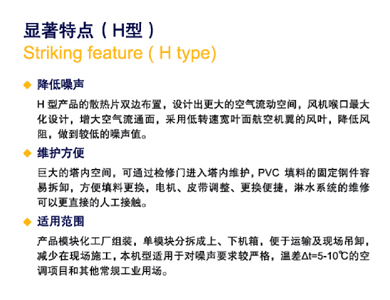 显著特点（H型）
Striking feature ( H type)
降低噪声
H 型产品的散热片双边布置，设计出更大的空气流动空间，风机喉口最大
化设计，增大空气流通面，采用低转速宽叶面航空机翼的风叶，降低风
阻，做到较低的噪声值。
维护方便
巨大的塔内空间，可通过检修门进入塔内维护，PVC 填料的固定钢件容
易拆卸，方便填料更换，电机、皮带调整、更换便捷，淋水系统的维修
可以更直接的人工接触。
适用范围
产品模块化工厂组装，单模块分拆成上、下机箱，便于运输及现场吊卸，
减少在现场施工，本机型适用于对噪声要求较严格，温差Δt=5-10℃的空
调项目和其他常规工业用场。